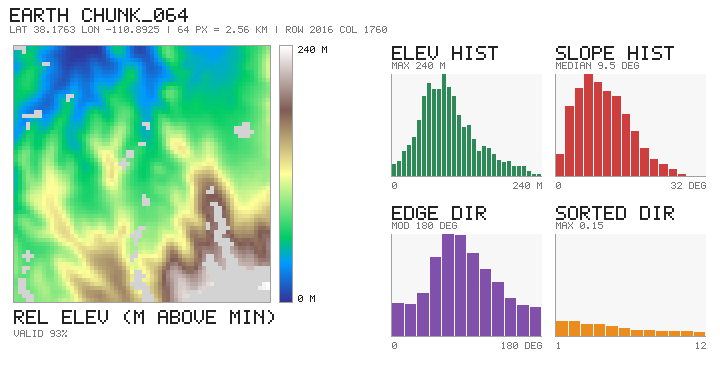 EARTH CHUNK_064
LAT 38.1763 LON -110.8925 | 64 PX = 2.56 KM | ROW 2016 COL 1760
240 M
0 M
REL ELEV (M ABOVE MIN)
VALID 93%
ELEV HIST
MAX 240 M
0 240 M
SLOPE HIST
MEDIAN 9.5 DEG
0 32 DEG
EDGE DIR
MOD 180 DEG
0 180 DEG
SORTED DIR
MAX 0.15
1 12